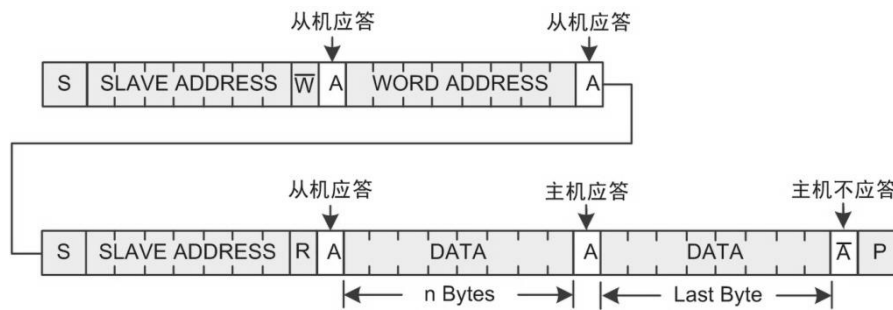 从机应答 从机应答
S SLAVE ADDRESS W̅ A WORD ADDRESS A
从机应答 主机应答 主机不应答
S SLAVE ADDRESS R A DATA A DATA A̅ P
n Bytes Last Byte